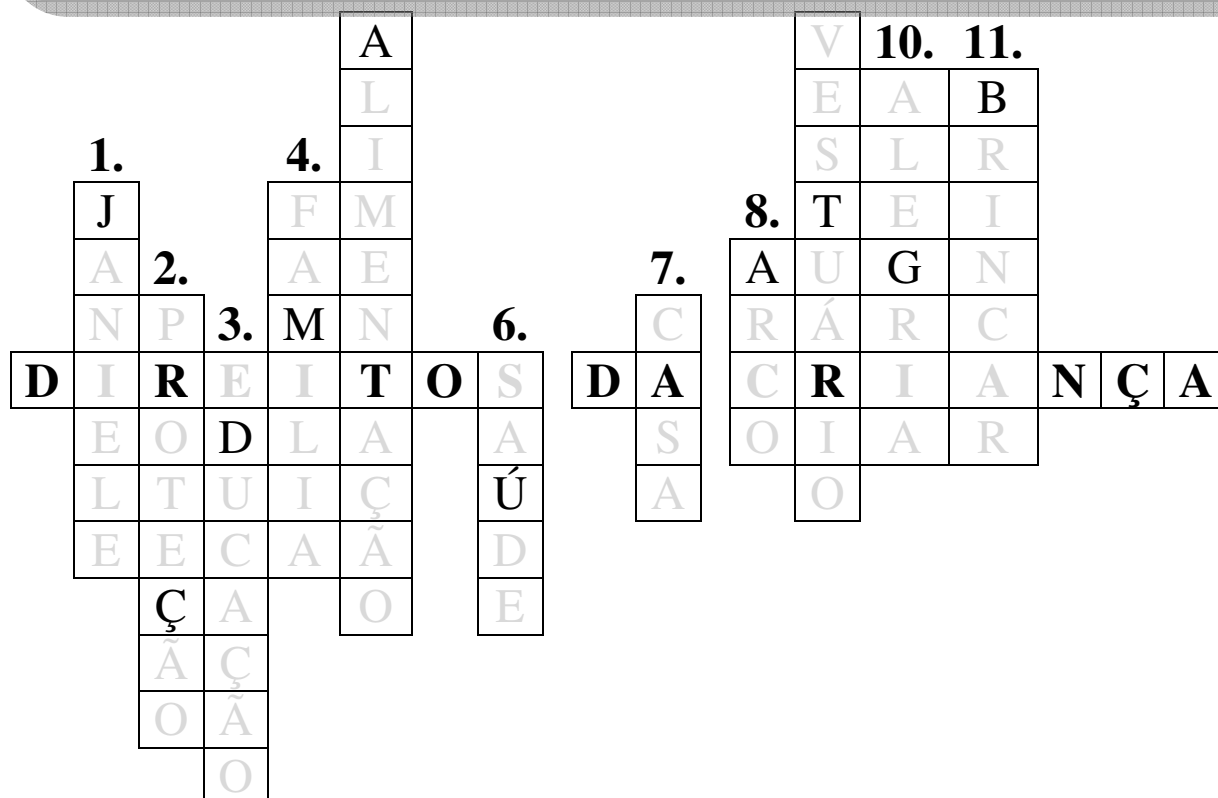 A V 10. 11.
L E A B
1. 4. I S L R
J F M 8. T E I
A 2. A E 7. A U G N
N P 3. M N 6. C R Á R C
D I R E I T O S D A C R I A N Ç A
E O D L A A S O I A R
L T U I Ç Ú A O
E E C A Ã D
Ç A O E
Ã Ç
O Ã
O